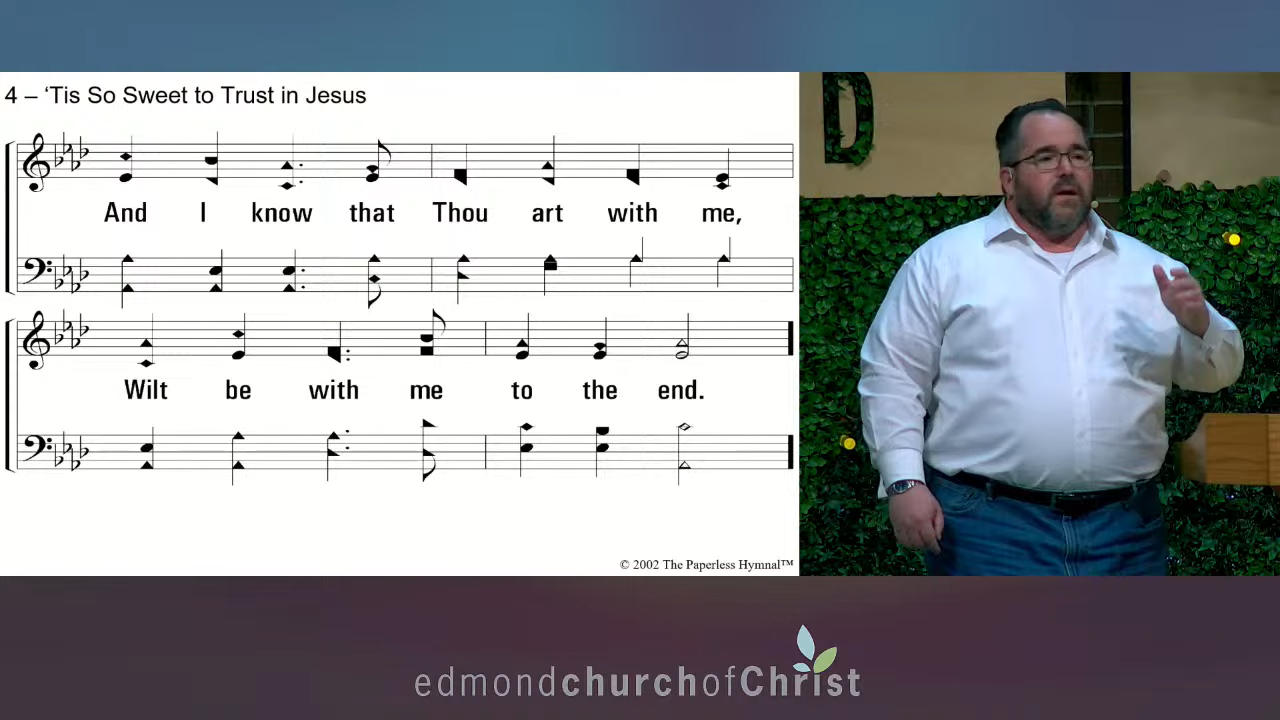 4 – ‘Tis So Sweet to Trust in Jesus
And I know that Thou art with me,
Wilt be with me to the end.
© 2002 The Paperless Hymnal™
D
edmondchurchofChrist